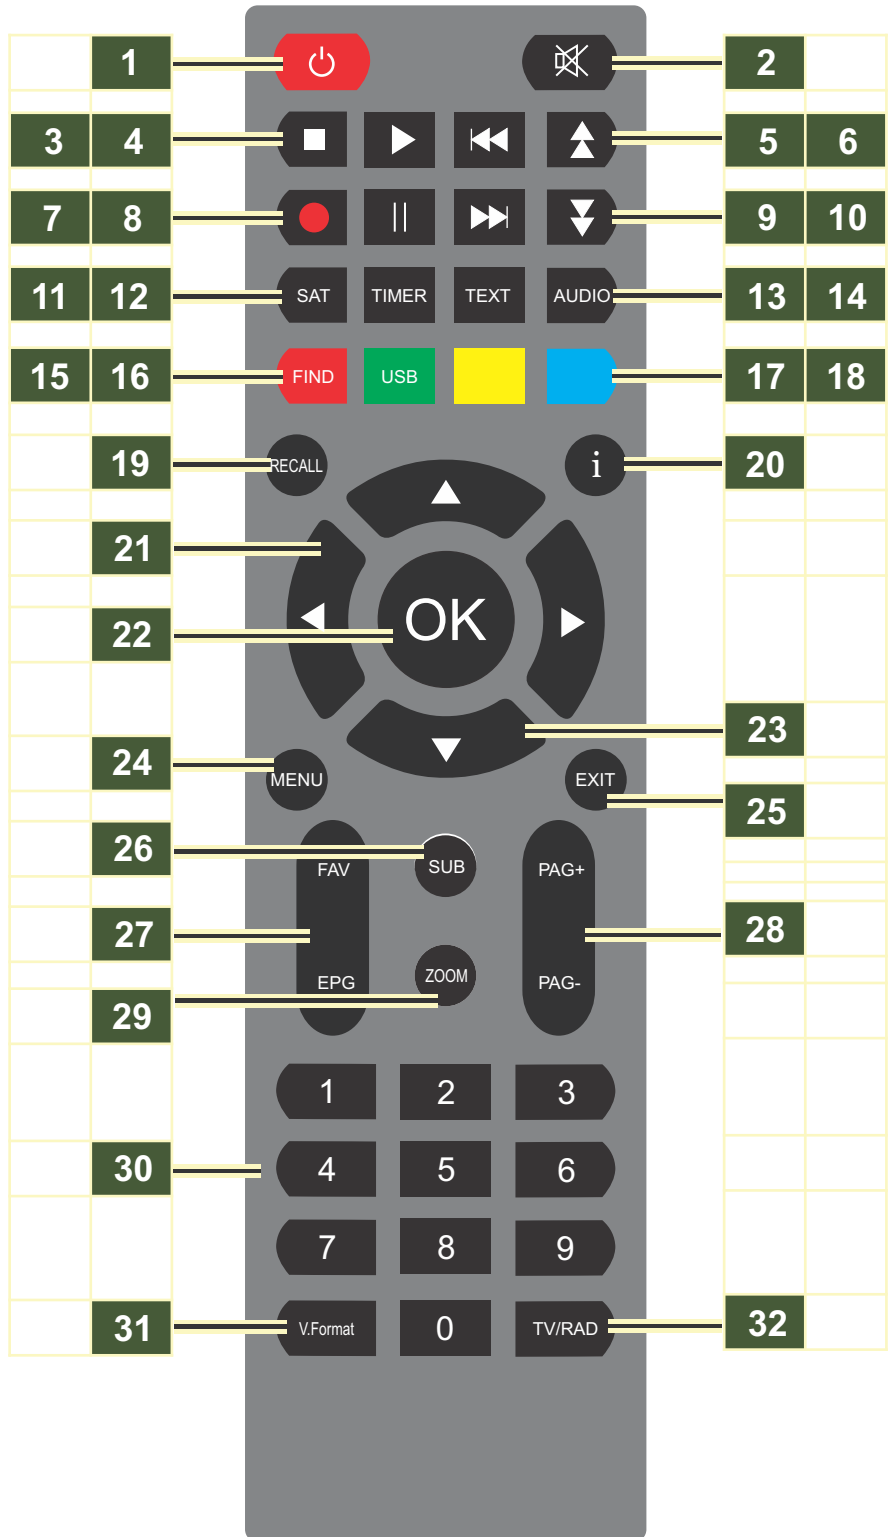 1 2
3 4 5 6
7 8 9 10
11 12 SAT TIMER TEXT AUDIO 13 14
15 16 FIND USB 17 18
19 RECALL i 20
21
22 OK
23
24 MENU EXIT
25
26 FAV SUB PAG+
27 28
EPG ZOOM PAG-
29
1 2 3
30 4 5 6
7 8 9
31 V.Format 0 TV/RAD 32